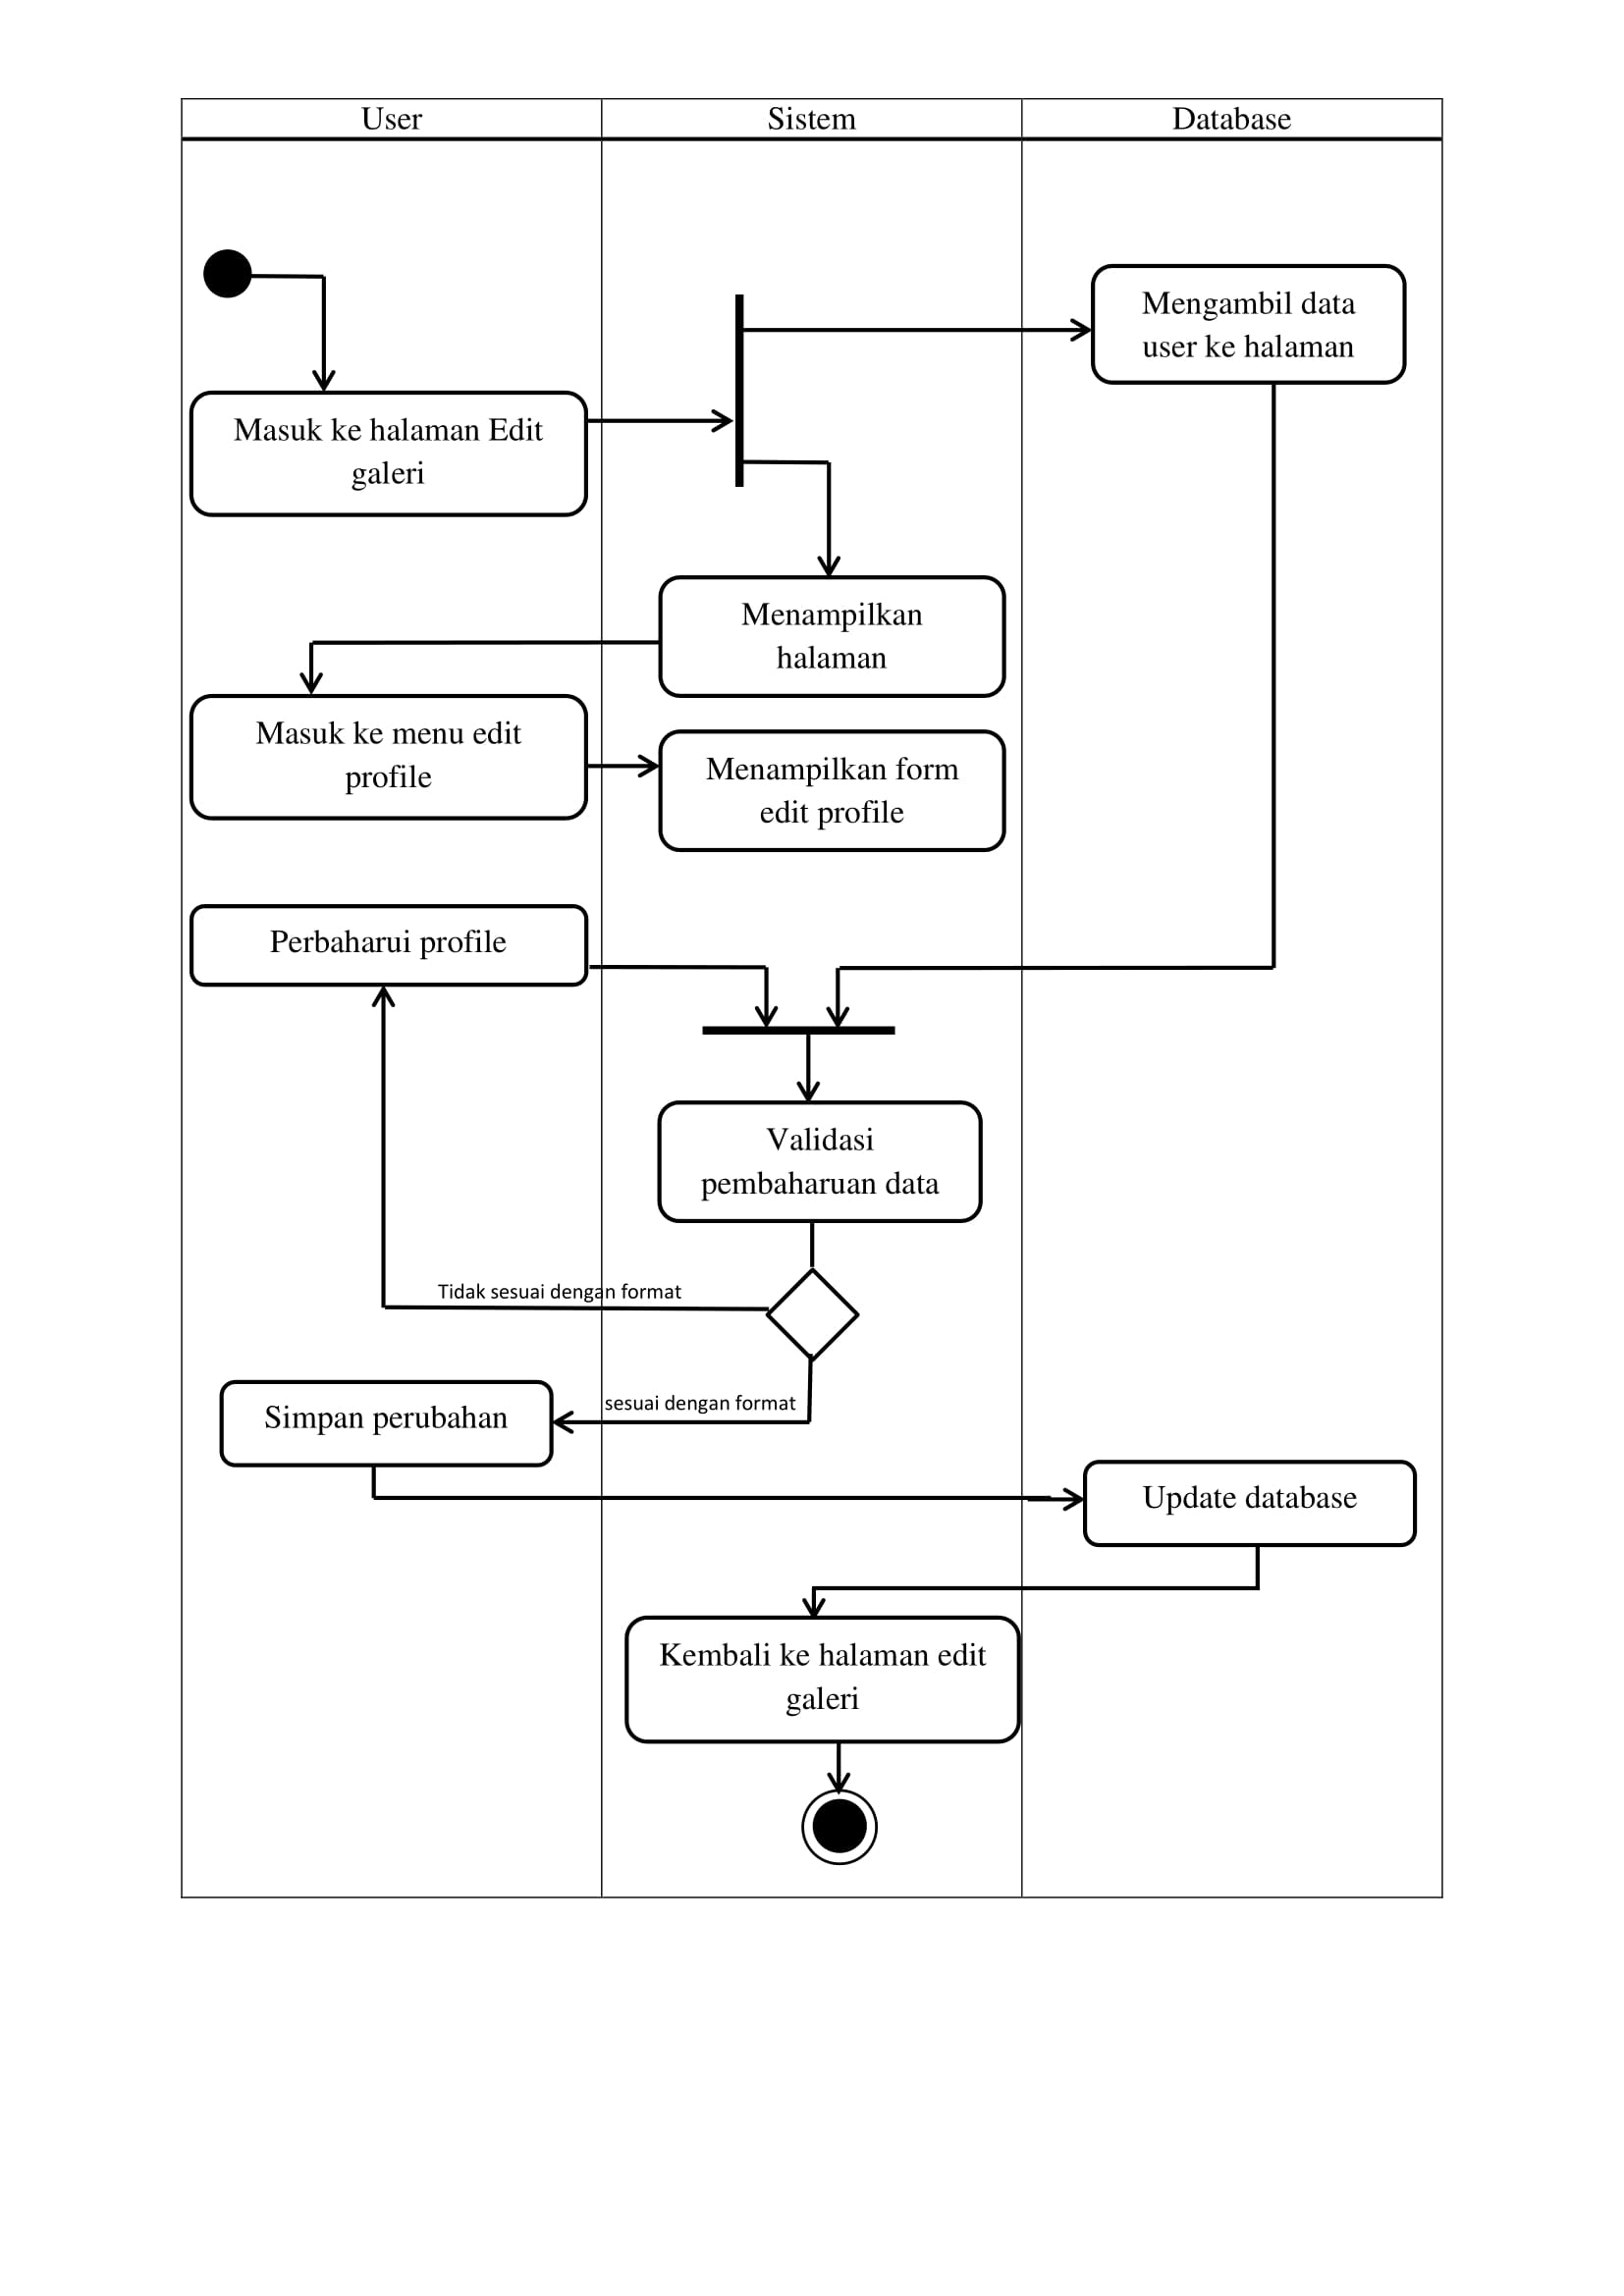 User
Sistem
Database
Mengambil data
user ke halaman
Masuk ke halaman Edit
galeri
Menampilkan
halaman
Masuk ke menu edit
profile
Menampilkan form
edit profile
Perbaharui profile
Validasi
pembaharuan data
Tidak sesuai dengan format
sesuai dengan format
Simpan perubahan
Update database
Kembali ke halaman edit
galeri